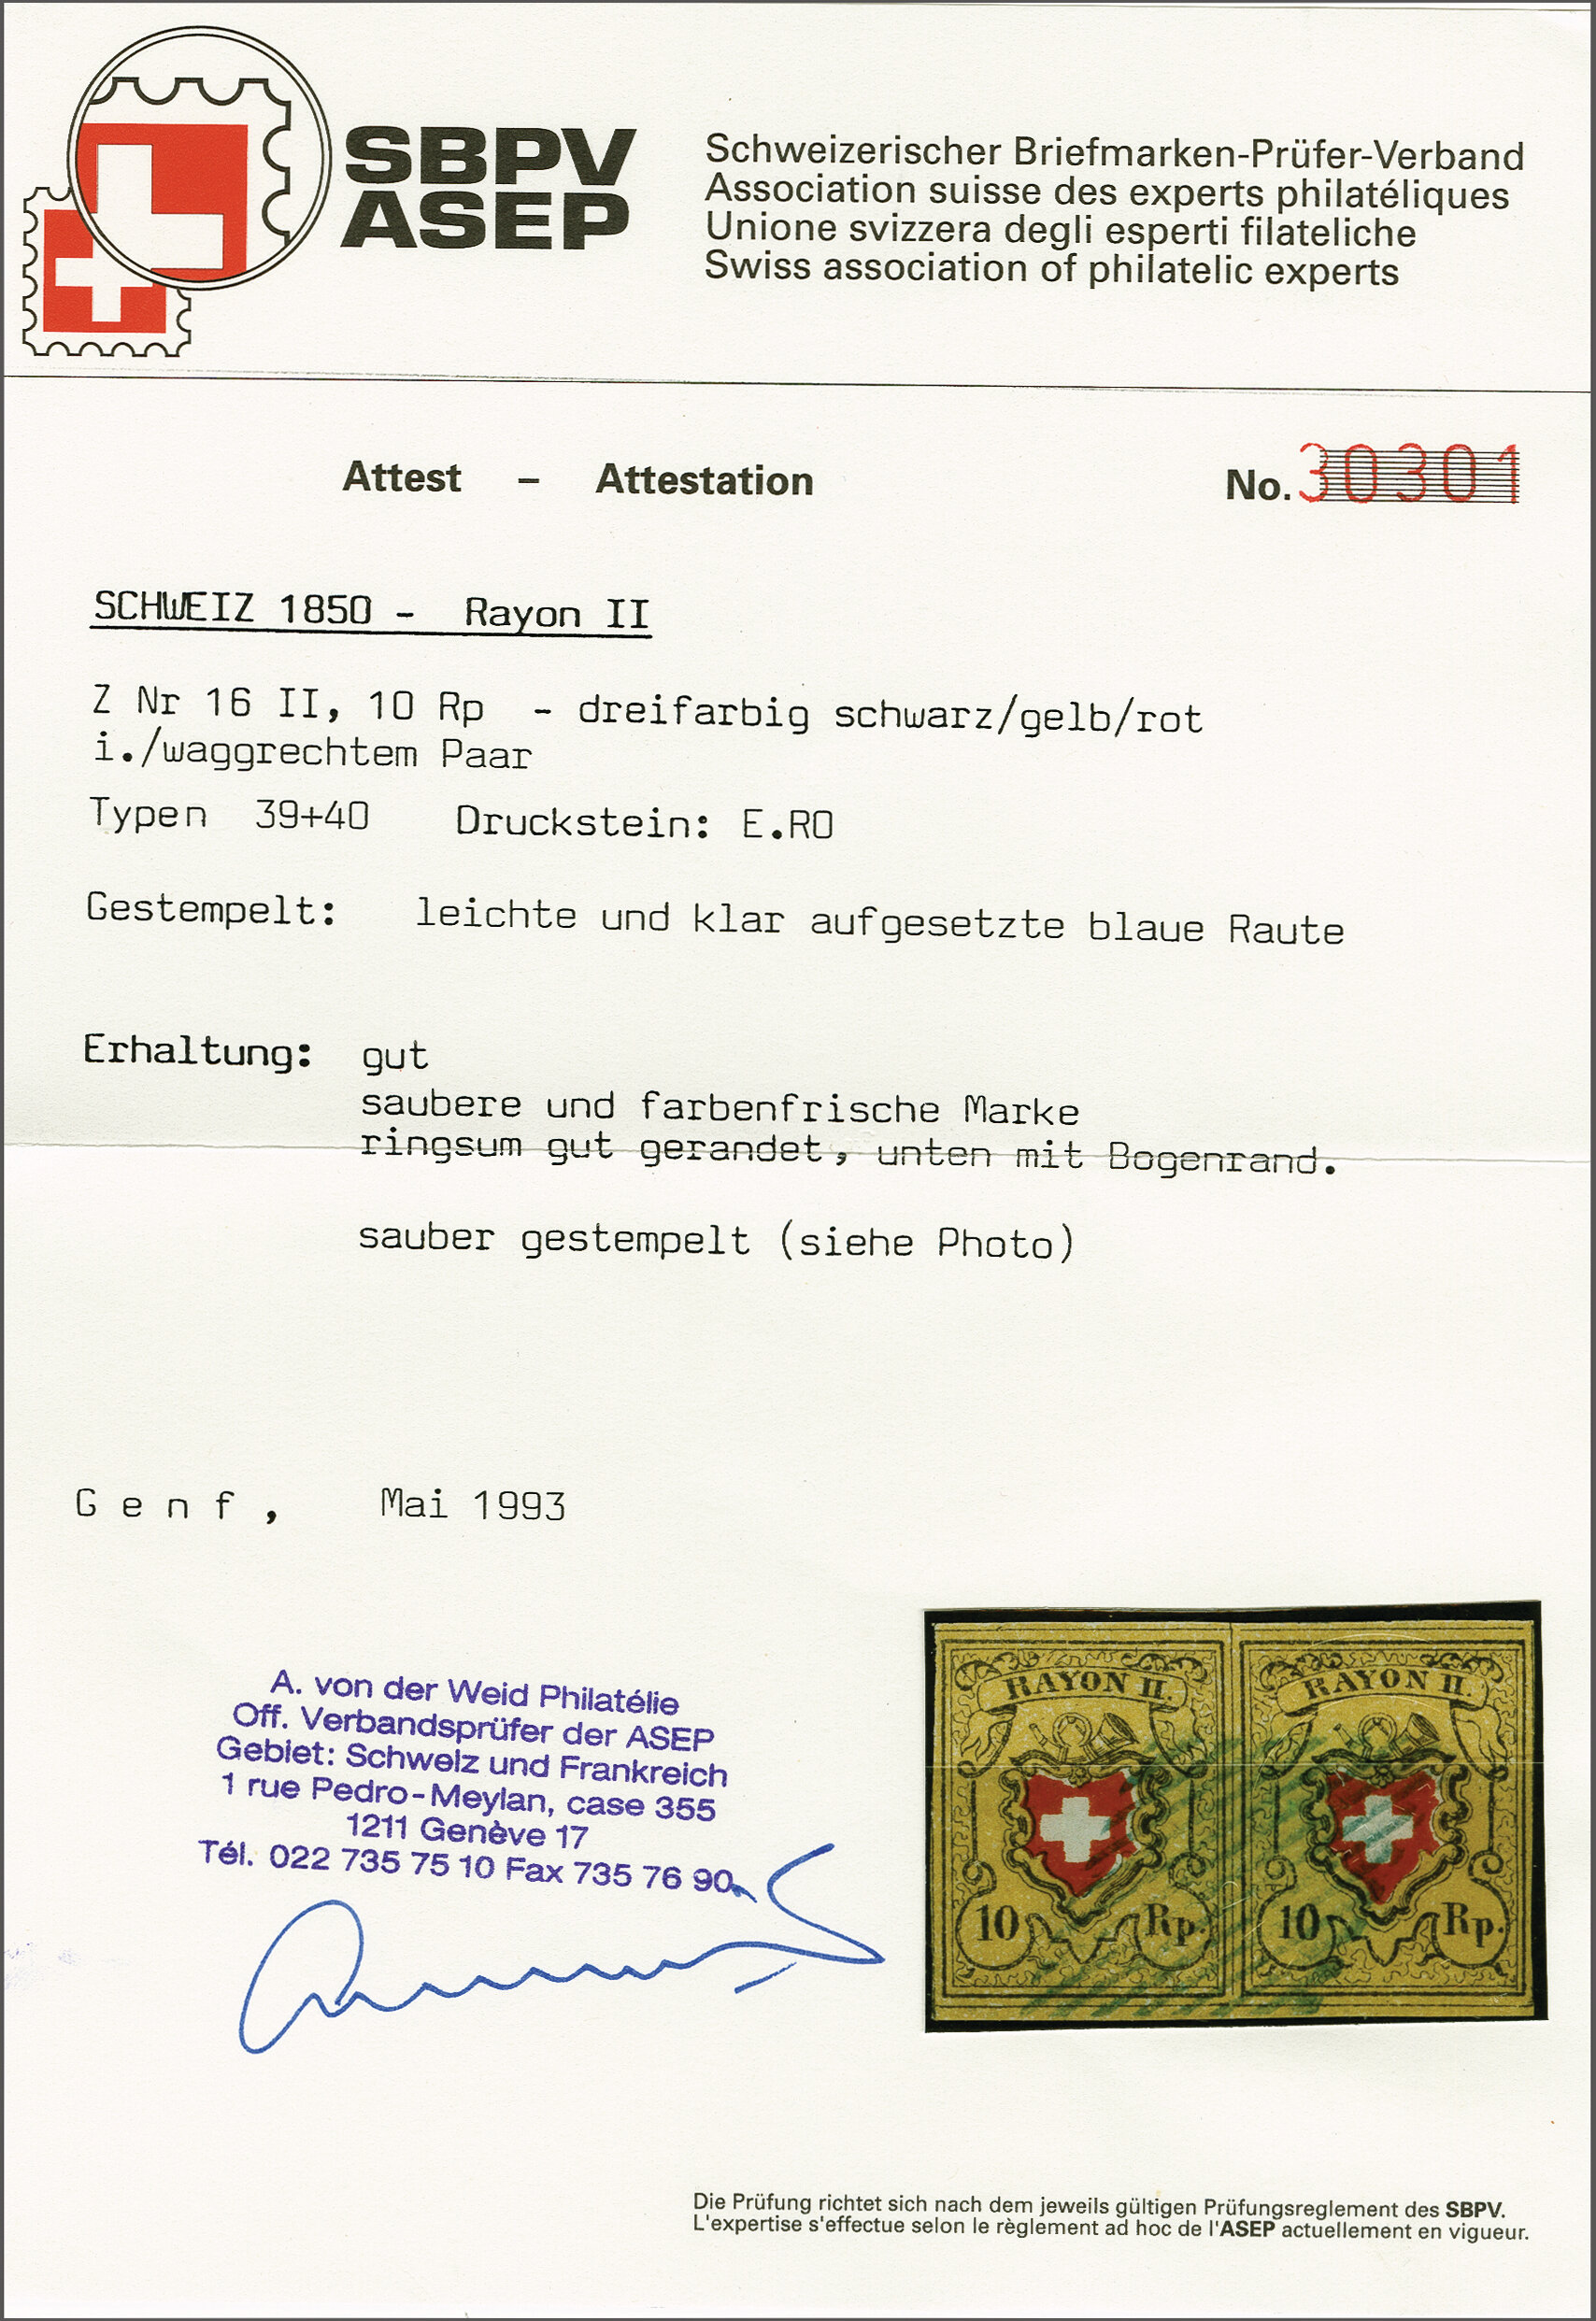 SBPV
ASEP
Schweizerischer Briefmarken-Prüfer-Verband
Association suisse des experts philatéliques
Unione svizzera degli esperti filateliche
Swiss association of philatelic experts
Attest – Attestation
No. 30301
SCHWEIZ 1850 - Rayon II
Z Nr 16 II, 10 Rp - dreifarbig schwarz/gelb/rot
i./waggrechtem Paar
Typen 39+40 Druckstein: E.RO
Gestempelt: leichte und klar aufgesetzte blaue Raute
Erhaltung: gut
saubere und farbenfrische Marke
ringsum gut gerandet, unten mit Bogenrand.
sauber gestempelt (siehe Photo)
Genf, Mai 1993
A. von der Weid Philatélie
Off. Verbandsprüfer der ASEP
Gebiet: Schweiz und Frankreich
1 rue Pedro-Meylan, case 355
1211 Genève 17
Tél. 022 735 75 10 Fax 735 76 90
RAYON II. RAYON II.
10 Rp. 10 Rp.
Die Prüfung richtet sich nach dem jeweils gültigen Prüfungsreglement des SBPV.
L'expertise s'effectue selon le règlement ad hoc de l'ASEP actuellement en vigueur.